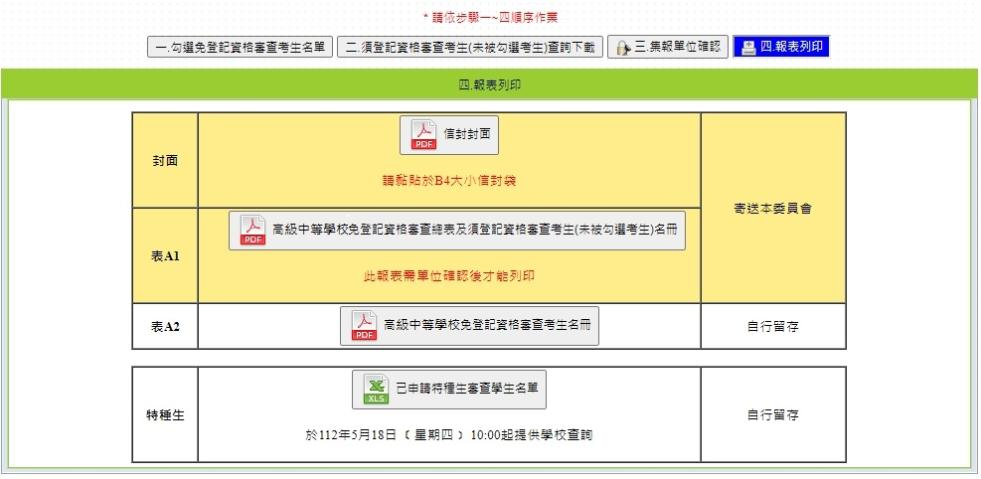 *請依步驟一~四順序作業
一.勾選免登記資格審查考生名單 二.須登記資格審查考生(未被勾選考生)查詢下載 三.集報單位確認 四.報表列印
四.報表列印
封面
PDF 信封封面
請黏貼於B4大小信封袋
寄送本委員會
表A1
PDF 高級中等學校免登記資格審查總表及須登記資格審查考生(未被勾選考生)名冊
此報表需單位確認後才能列印
表A2
PDF 高級中等學校免登記資格審查考生名冊
自行留存
特種生
XLS 已申請特種生審查學生名單
於112年5月18日﹝星期四﹞10:00起提供學校查詢
自行留存